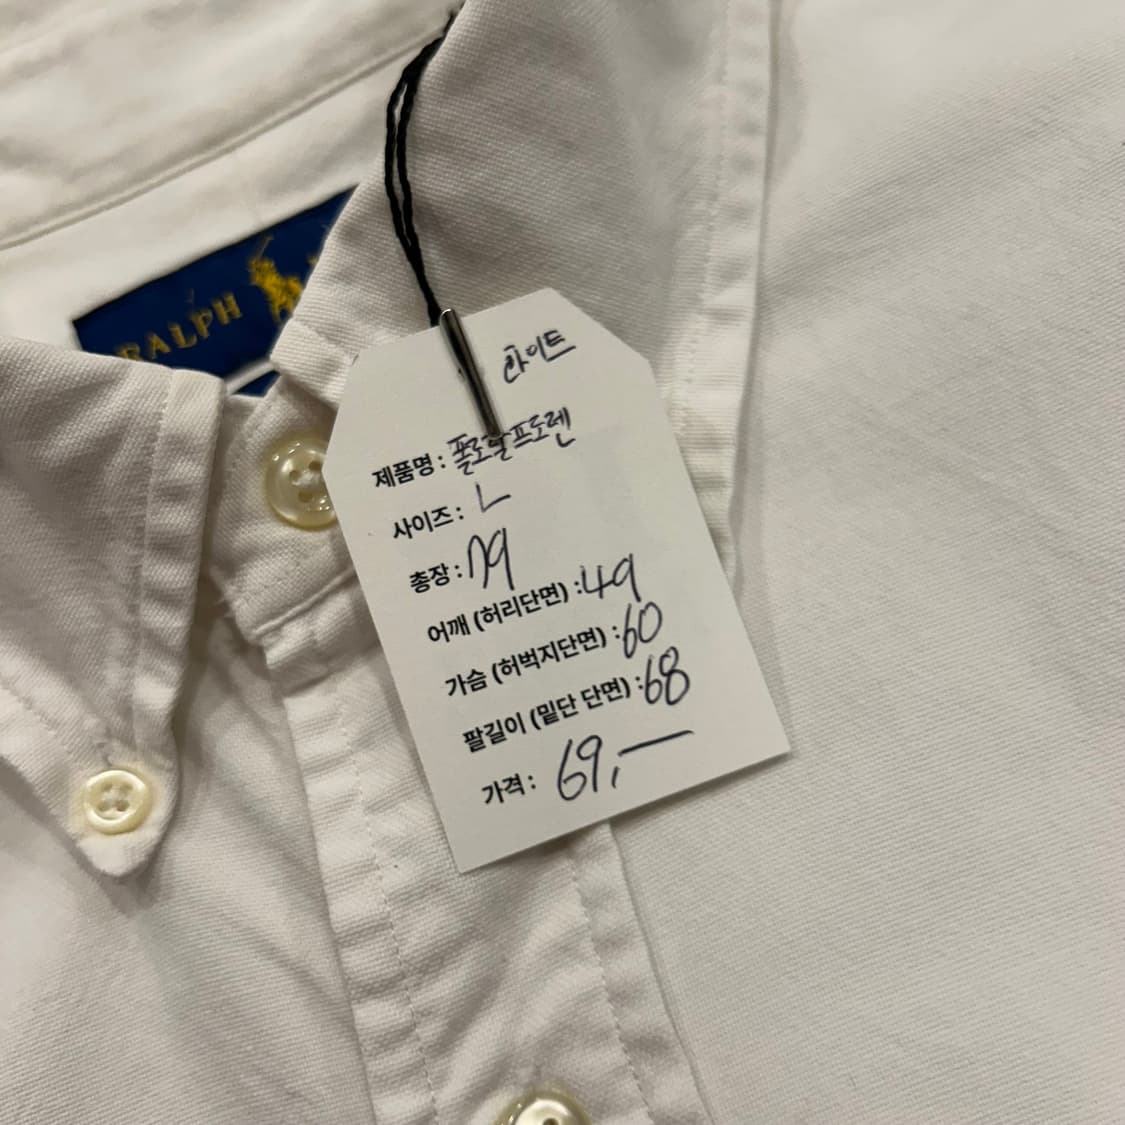 RALPH
화이트
제품명 : 폴로랄프로렌
사이즈 : L
총장 : 79
어깨 (허리단면) : 49
가슴 (허벅지단면) : 60
팔길이 (밑단 단면) : 68
가격 : 69,—